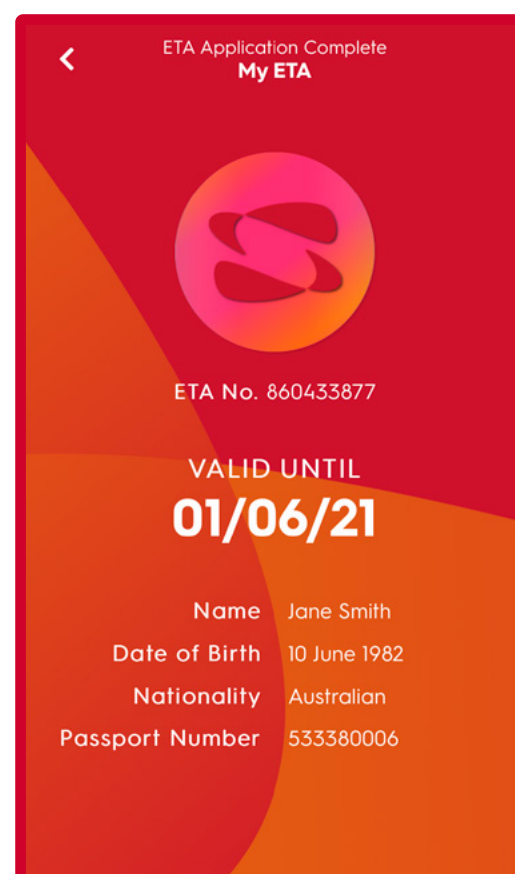 ETA Application Complete
My ETA
ETA No. 860433877
VALID UNTIL
01/06/21
Name Jane Smith
Date of Birth 10 June 1982
Nationality Australian
Passport Number 533380006